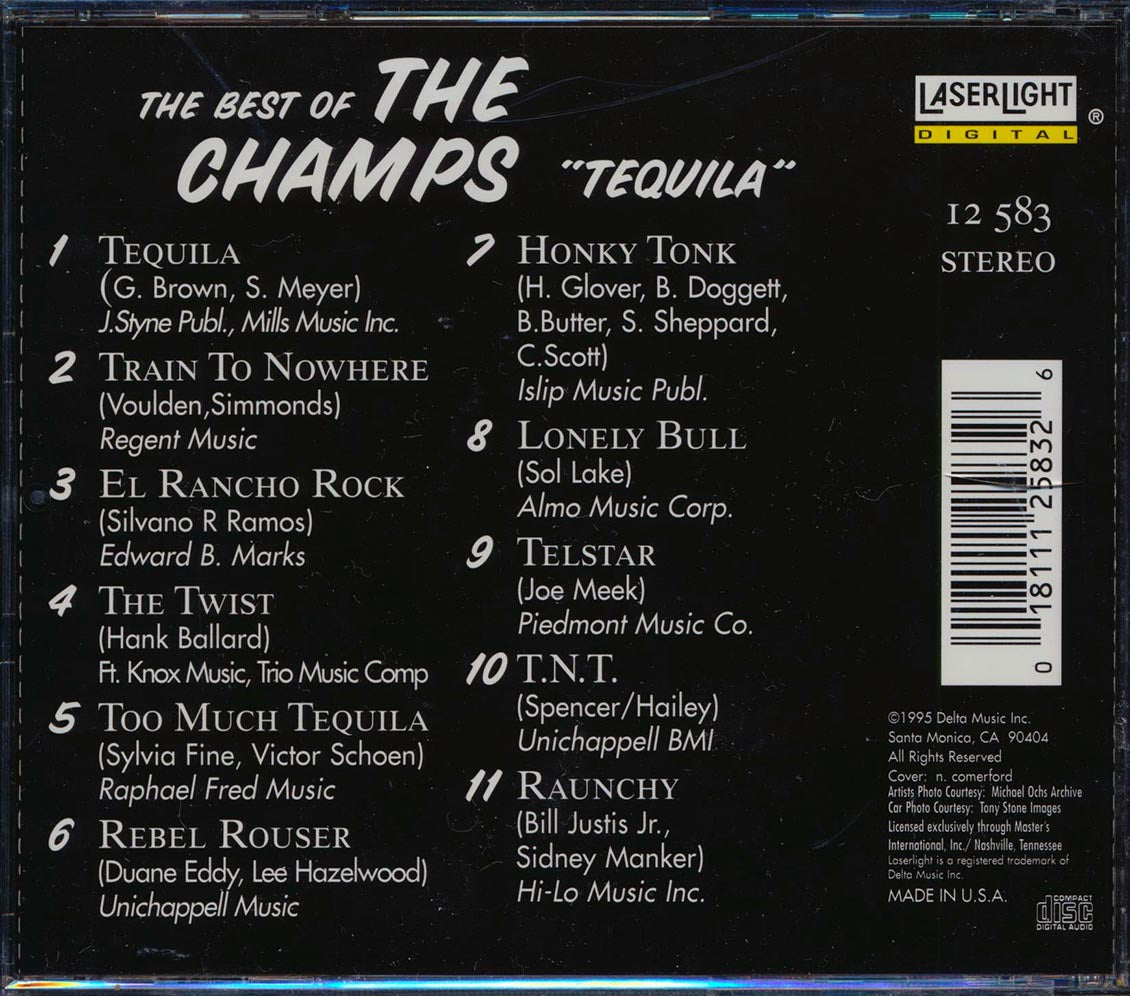 THE BEST OF THE
CHAMPS "TEQUILA"
1 TEQUILA
(G. Brown, S. Meyer)
J.Styne Publ., Mills Music Inc.
2 TRAIN TO NOWHERE
(Voulden,Simmonds)
Regent Music
3 EL RANCHO ROCK
(Silvano R Ramos)
Edward B. Marks
4 THE TWIST
(Hank Ballard)
Ft. Knox Music, Trio Music Comp
5 TOO MUCH TEQUILA
(Sylvia Fine, Victor Schoen)
Raphael Fred Music
6 REBEL ROUSER
(Duane Eddy, Lee Hazelwood)
Unichappell Music
7 HONKY TONK
(H. Glover, B. Doggett,
B.Butter, S. Sheppard,
C.Scott)
Islip Music Publ.
8 LONELY BULL
(Sol Lake)
Almo Music Corp.
9 TELSTAR
(Joe Meek)
Piedmont Music Co.
10 T.N.T.
(Spencer/Hailey)
Unichappell BMI
11 RAUNCHY
(Bill Justis Jr.,
Sidney Manker)
Hi-Lo Music Inc.
LASERLIGHT ®
DIGITAL
12 583
STEREO
0 18111 25832 6
©1995 Delta Music Inc.
Santa Monica, CA 90404
All Rights Reserved
Cover: n. comerford
Artists Photo Courtesy: Michael Ochs Archive
Car Photo Courtesy: Tony Stone Images
Licensed exclusively through Master's
International, Inc./ Nashville, Tennessee
Laserlight is a registered trademark of
Delta Music Inc.
MADE IN U.S.A.
COMPACT
disc
DIGITAL AUDIO